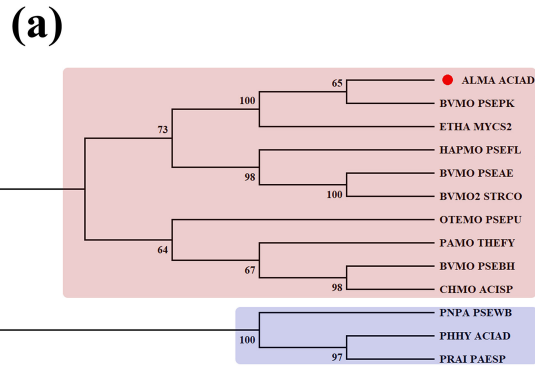 (a)
65
ALMA ACIAD
100
BVMO PSEPK
73
ETHA MYCS2
HAPMO PSEFL
98
BVMO PSEAE
100
BVMO2 STRCO
OTEMO PSEPU
64
PAMO THEFY
67
BVMO PSEBH
98
CHMO ACISP
PNPA PSEWB
100
PHHY ACIAD
97
PRAI PAESP